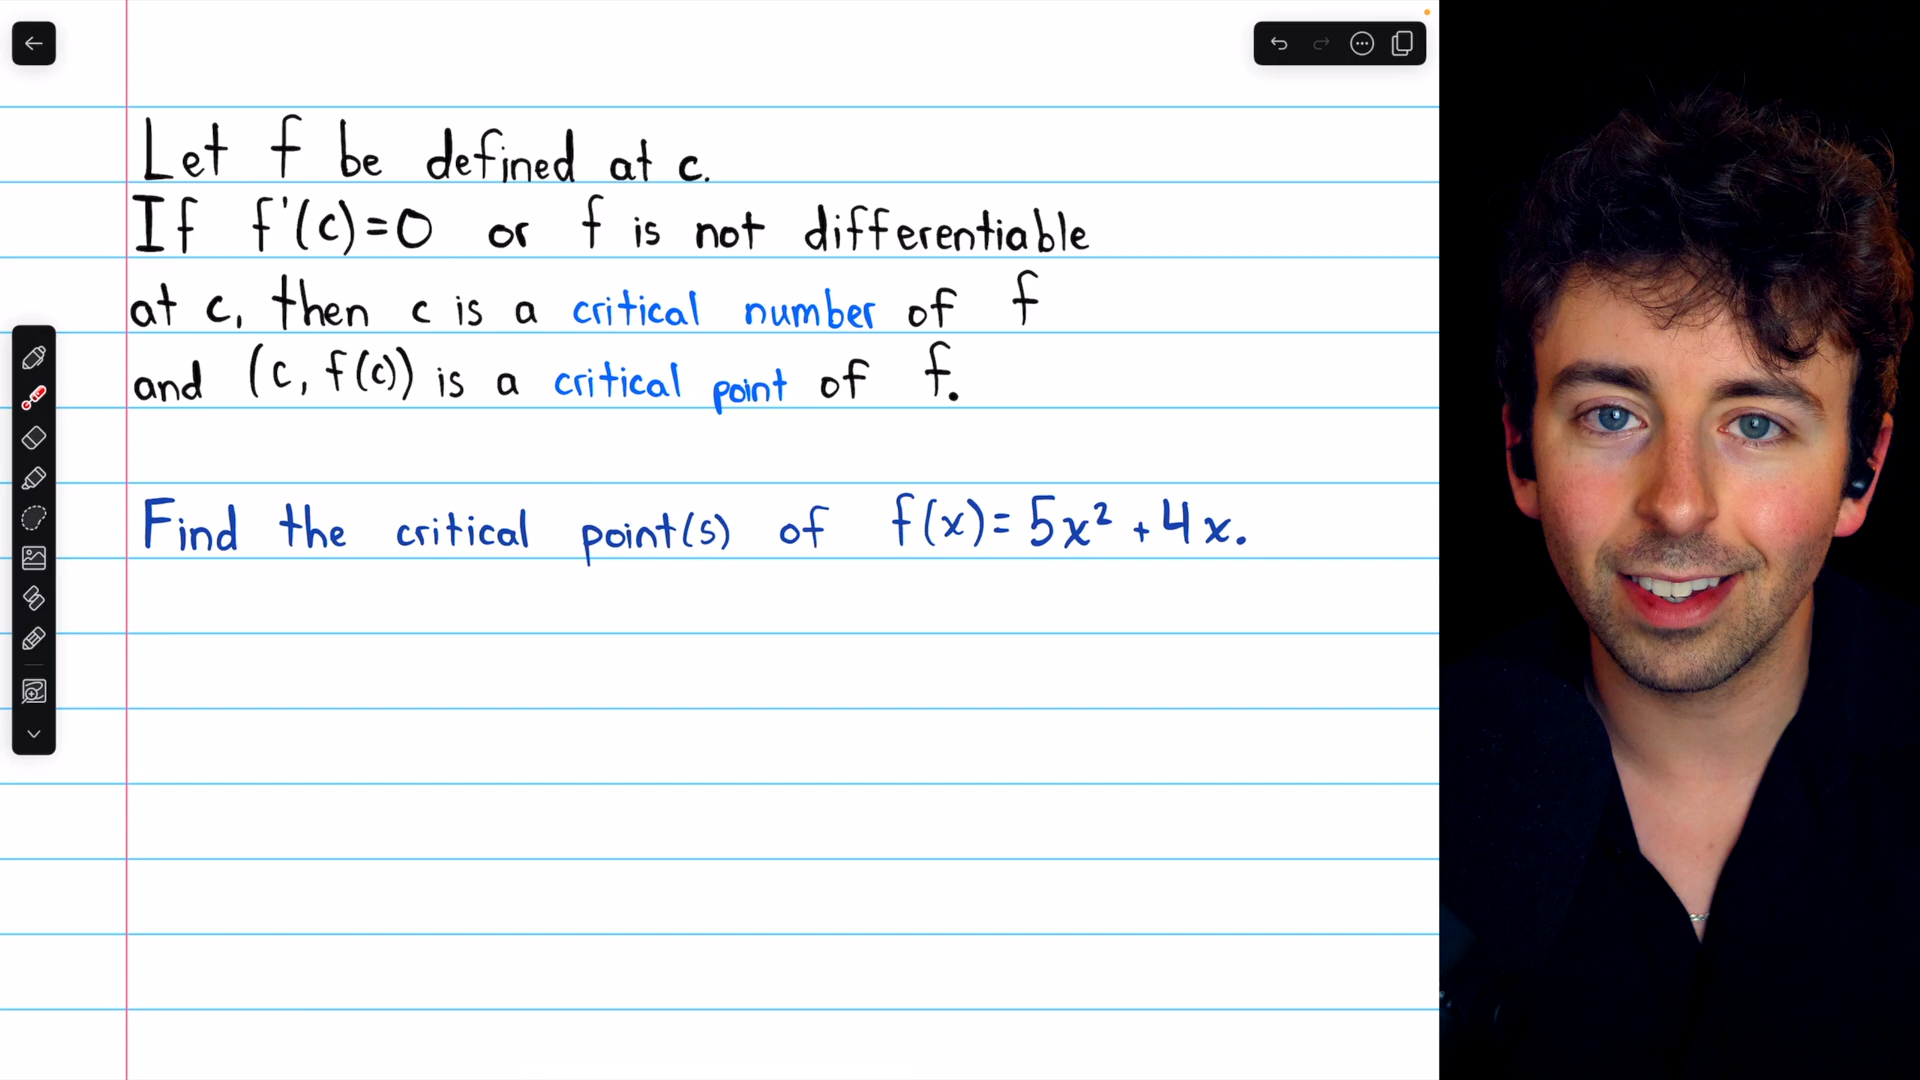 Let f be defined at c.
If f'(c)=0 or f is not differentiable
at c, then c is a critical number of f
and (c, f(c)) is a critical point of f.
Find the critical point(s) of f(x)= 5x² + 4x.